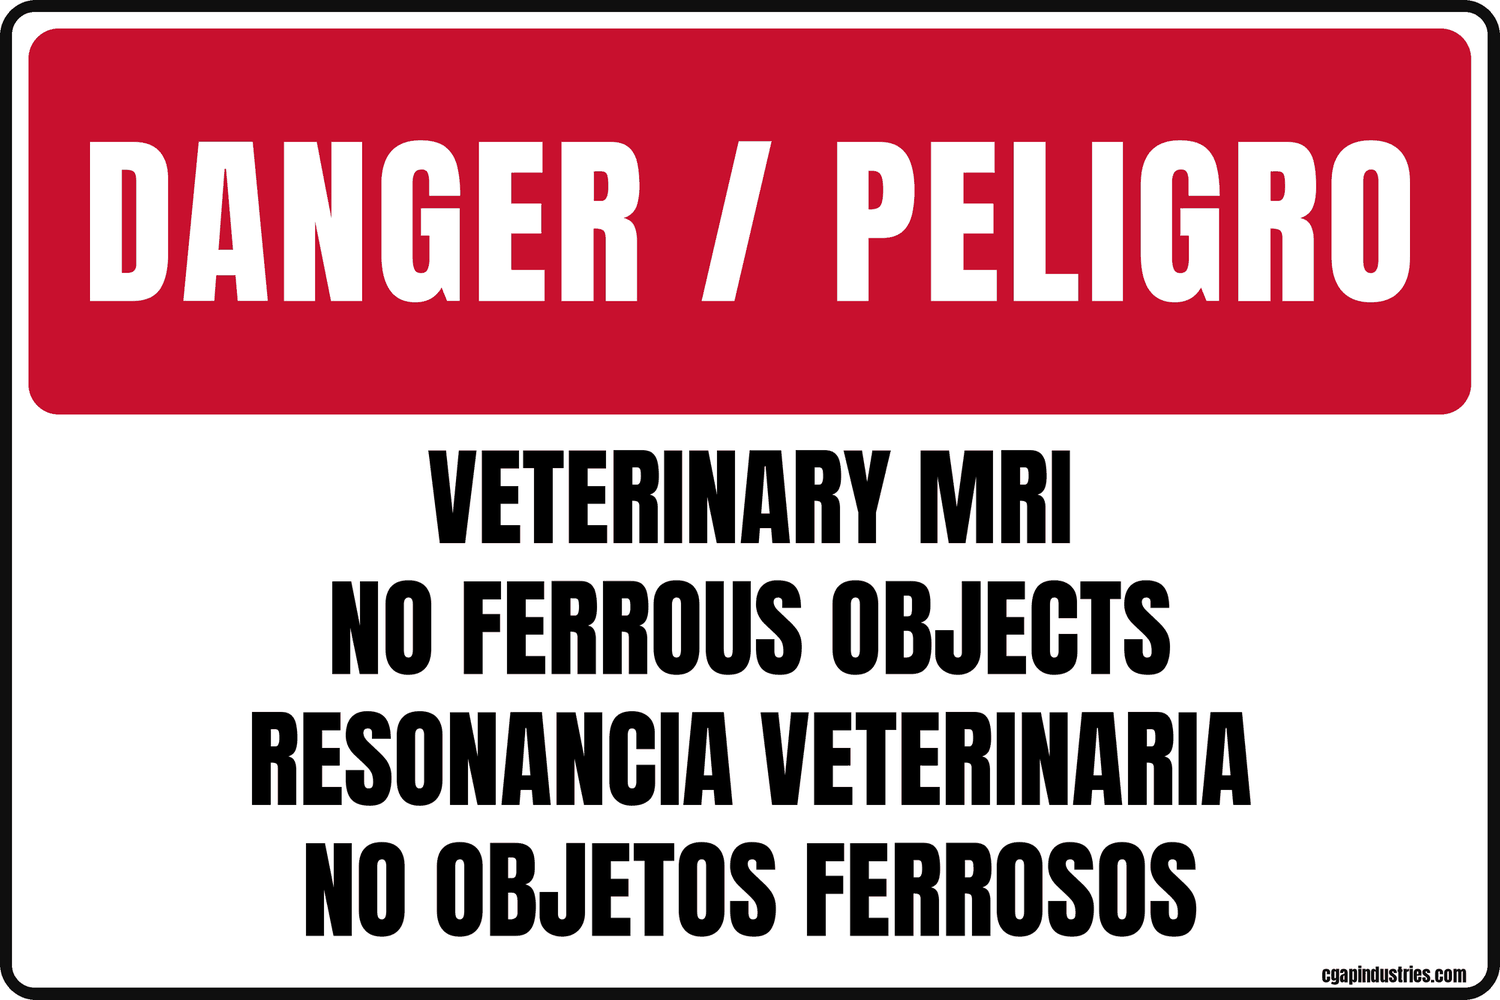 DANGER / PELIGRO
VETERINARY MRI
NO FERROUS OBJECTS
RESONANCIA VETERINARIA
NO OBJETOS FERROSOS
cgapindustries.com